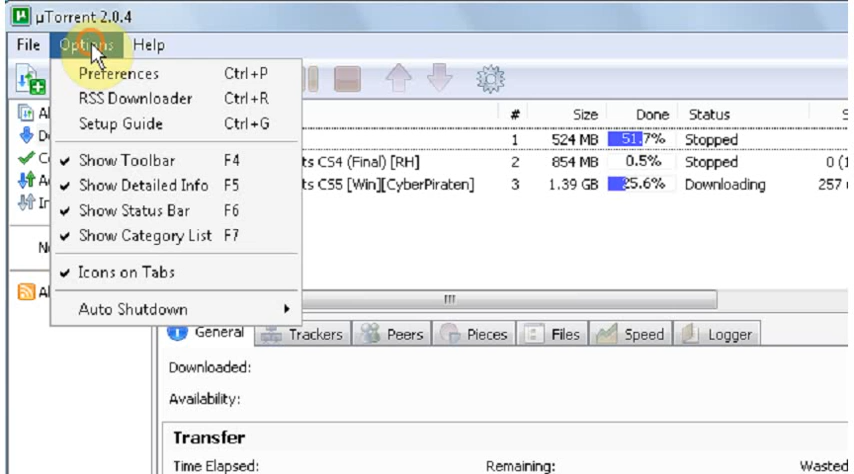 µTorrent 2.0.4
File Options Help
Preferences Ctrl+P
RSS Downloader Ctrl+R
Setup Guide Ctrl+G
Show Toolbar F4
Show Detailed Info F5
Show Status Bar F6
Show Category List F7
Icons on Tabs
Auto Shutdown
# Size Done Status
1 524 MB 51.7% Stopped
ts CS4 (Final) [RH] 2 854 MB 0.5% Stopped 0 (1
ts CS5 [Win][CyberPiraten] 3 1.39 GB 25.6% Downloading 257
General Trackers Peers Pieces Files Speed Logger
Downloaded:
Availability:
Transfer
Time Elapsed: Remaining: Wasted